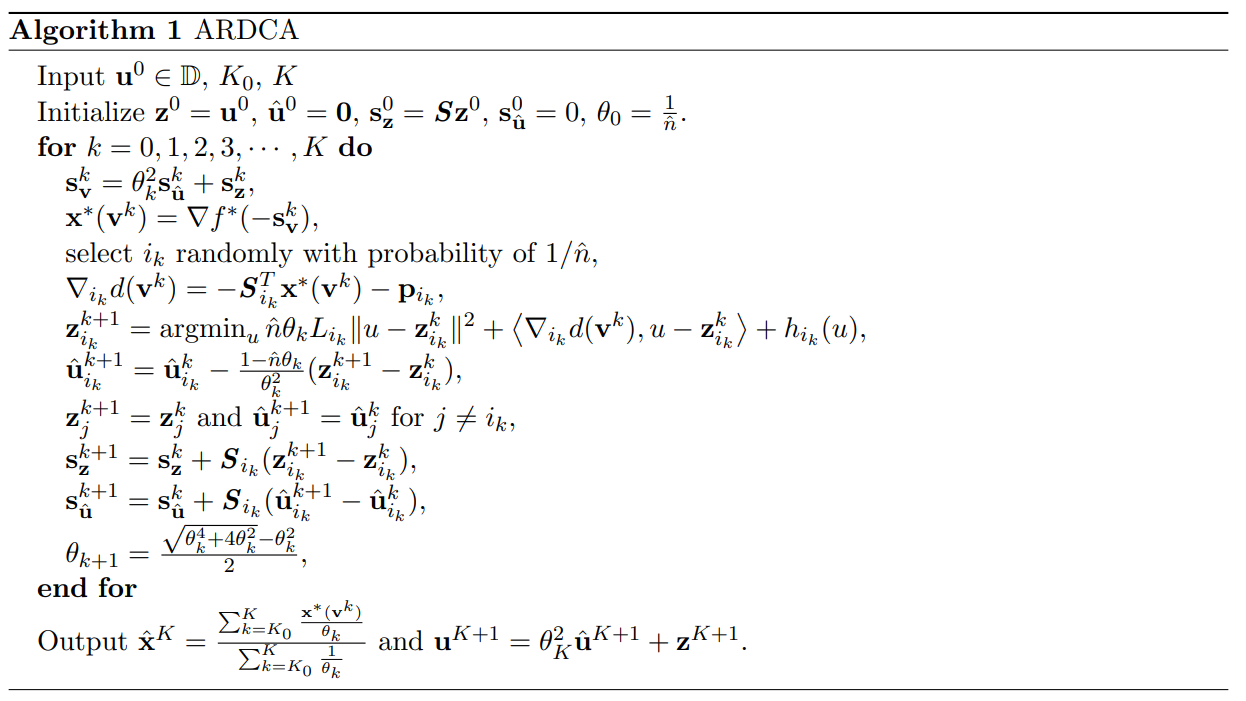 Algorithm 1 ARDCA
Input $\mathbf{u}^0 \in \mathbb{D}$, $K_0$, $K$
Initialize $\mathbf{z}^0 = \mathbf{u}^0$, $\hat{\mathbf{u}}^0 = \mathbf{0}$, $\mathbf{s}_{\mathbf{z}}^0 = \boldsymbol{S}\mathbf{z}^0$, $\mathbf{s}_{\hat{\mathbf{u}}}^0 = 0$, $\theta_0 = \frac{1}{\hat{n}}$.
for $k = 0, 1, 2, 3, \cdots, K$ do
$\mathbf{s}_{\mathbf{v}}^k = \theta_k^2 \mathbf{s}_{\hat{\mathbf{u}}}^k + \mathbf{s}_{\mathbf{z}}^k$,
$\mathbf{x}^*(\mathbf{v}^k) = \nabla f^*(-\mathbf{s}_{\mathbf{v}}^k)$,
select $i_k$ randomly with probability of $1/\hat{n}$,
$\nabla_{i_k} d(\mathbf{v}^k) = -\boldsymbol{S}_{i_k}^T \mathbf{x}^*(\mathbf{v}^k) - \mathbf{p}_{i_k}$,
$\mathbf{z}_{i_k}^{k+1} = \operatorname{argmin}_u \hat{n}\theta_k L_{i_k} \|u - \mathbf{z}_{i_k}^k\|^2 + \left\langle \nabla_{i_k} d(\mathbf{v}^k), u - \mathbf{z}_{i_k}^k \right\rangle + h_{i_k}(u)$,
$\hat{\mathbf{u}}_{i_k}^{k+1} = \hat{\mathbf{u}}_{i_k}^k - \frac{1 - \hat{n}\theta_k}{\theta_k^2}(\mathbf{z}_{i_k}^{k+1} - \mathbf{z}_{i_k}^k)$,
$\mathbf{z}_j^{k+1} = \mathbf{z}_j^k$ and $\hat{\mathbf{u}}_j^{k+1} = \hat{\mathbf{u}}_j^k$ for $j \neq i_k$,
$\mathbf{s}_{\mathbf{z}}^{k+1} = \mathbf{s}_{\mathbf{z}}^k + \boldsymbol{S}_{i_k}(\mathbf{z}_{i_k}^{k+1} - \mathbf{z}_{i_k}^k)$,
$\mathbf{s}_{\hat{\mathbf{u}}}^{k+1} = \mathbf{s}_{\hat{\mathbf{u}}}^k + \boldsymbol{S}_{i_k}(\hat{\mathbf{u}}_{i_k}^{k+1} - \hat{\mathbf{u}}_{i_k}^k)$,
$\theta_{k+1} = \frac{\sqrt{\theta_k^4 + 4\theta_k^2} - \theta_k^2}{2}$,
end for
Output $\hat{\mathbf{x}}^K = \frac{\sum_{k=K_0}^K \frac{\mathbf{x}^*(\mathbf{v}^k)}{\theta_k}}{\sum_{k=K_0}^K \frac{1}{\theta_k}}$ and $\mathbf{u}^{K+1} = \theta_K^2 \hat{\mathbf{u}}^{K+1} + \mathbf{z}^{K+1}$.